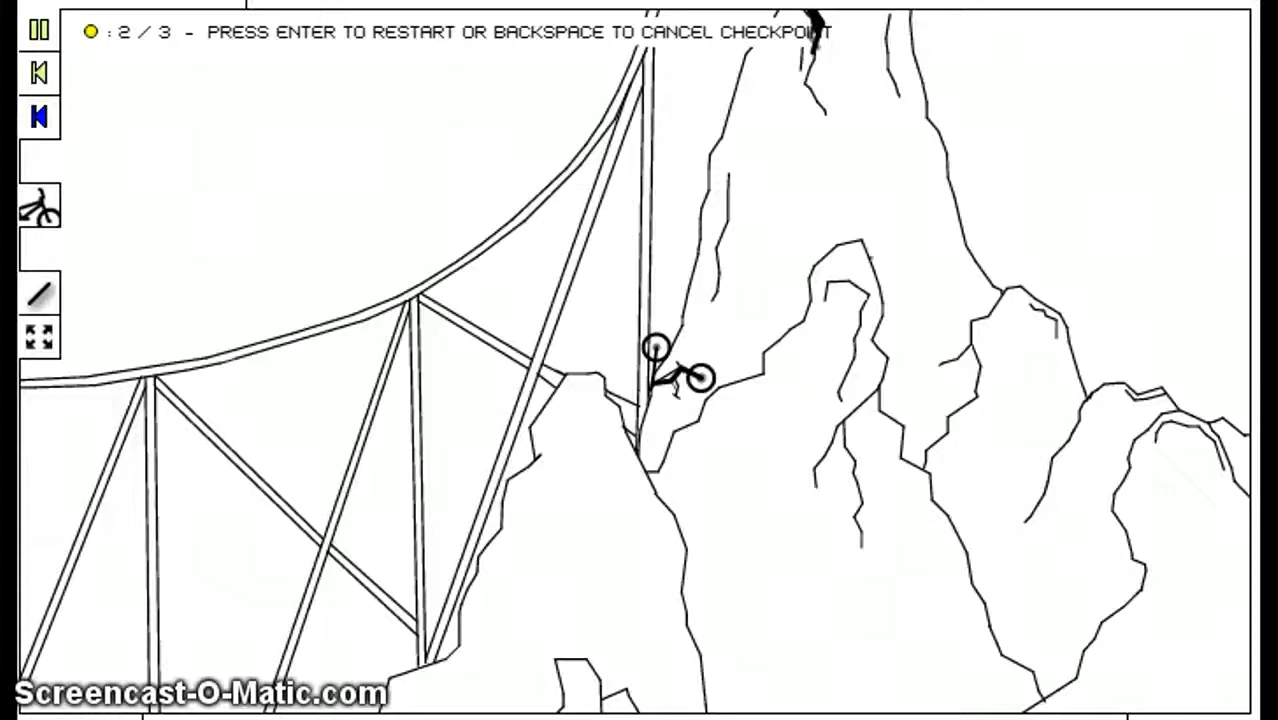 : 2 / 3 - PRESS ENTER TO RESTART OR BACKSPACE TO CANCEL CHECKPOINT
Screencast-O-Matic.com